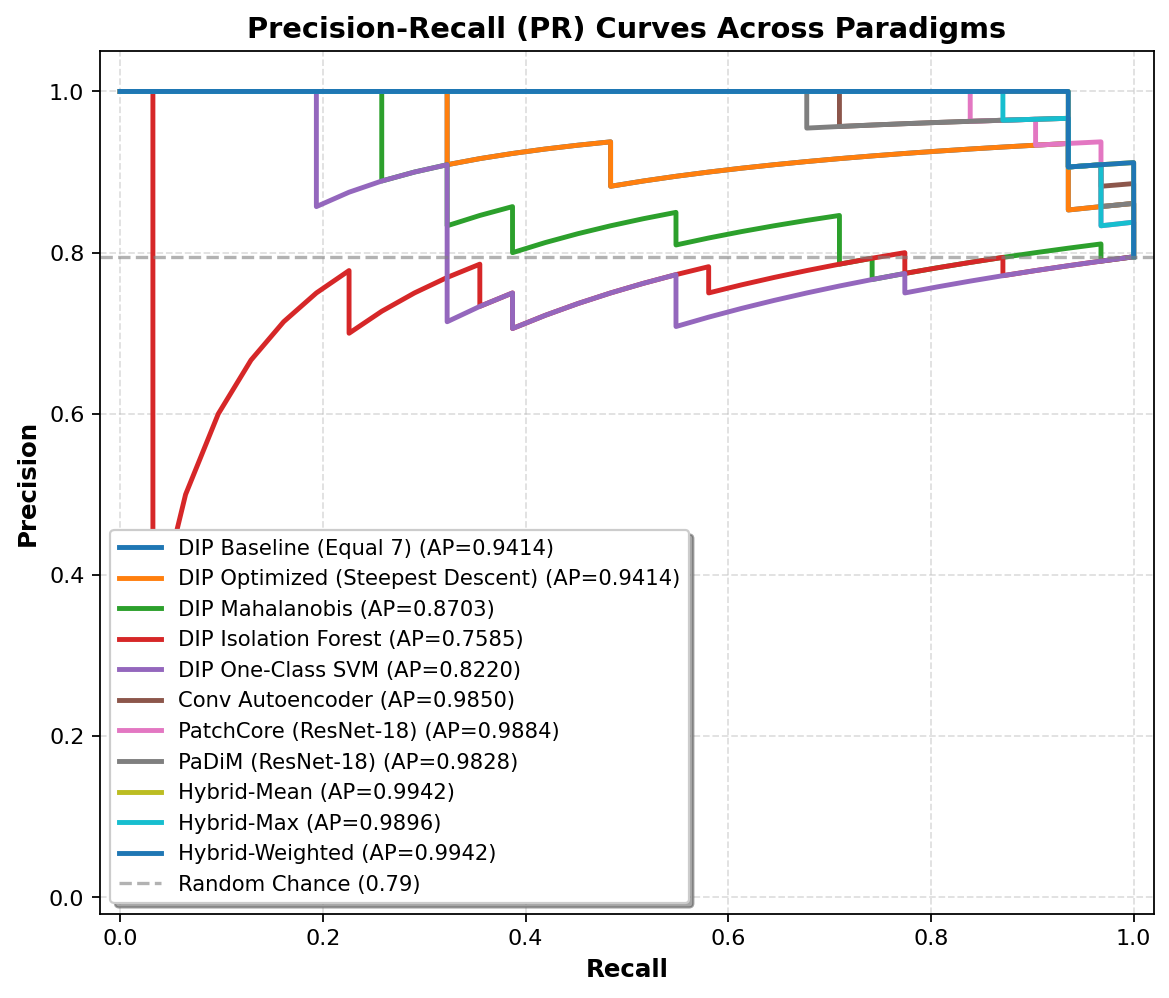 Precision-Recall (PR) Curves Across Paradigms
1.0
0.8
0.6
0.4
0.2
0.0
Precision
DIP Baseline (Equal 7) (AP=0.9414)
DIP Optimized (Steepest Descent) (AP=0.9414)
DIP Mahalanobis (AP=0.8703)
DIP Isolation Forest (AP=0.7585)
DIP One-Class SVM (AP=0.8220)
Conv Autoencoder (AP=0.9850)
PatchCore (ResNet-18) (AP=0.9884)
PaDiM (ResNet-18) (AP=0.9828)
Hybrid-Mean (AP=0.9942)
Hybrid-Max (AP=0.9896)
Hybrid-Weighted (AP=0.9942)
Random Chance (0.79)
0.0 0.2 0.4 0.6 0.8 1.0
Recall